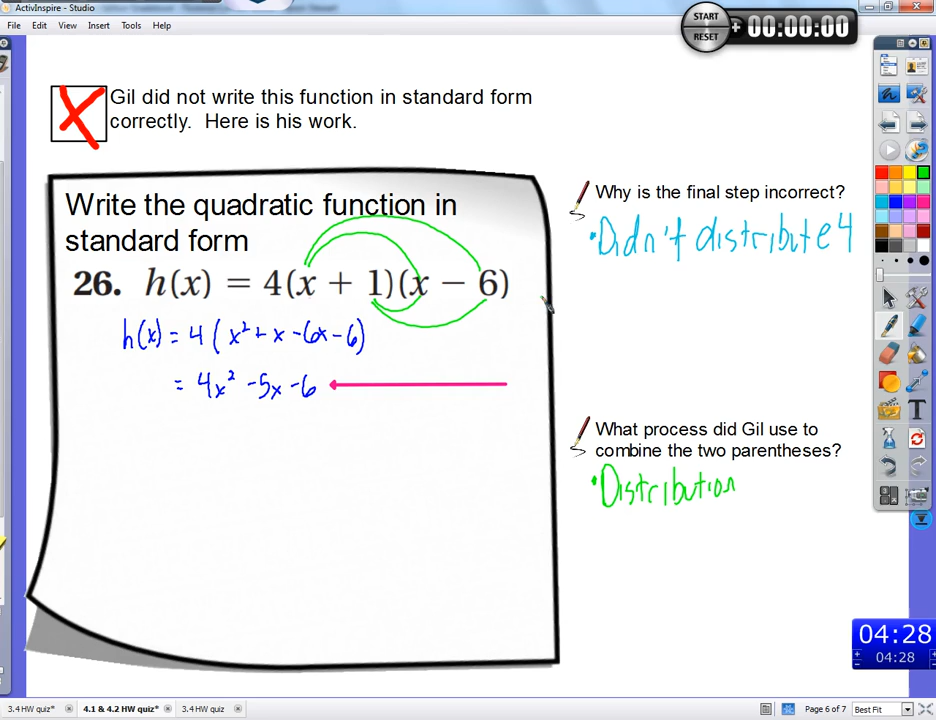 ActivInspire - Studio
File Edit View Insert Tools Help
START
RESET
00:00:00
Gil did not write this function in standard form
correctly. Here is his work.
Write the quadratic function in
standard form
26. h(x) = 4(x + 1)(x − 6)
h(x) = 4(x² + x - 6x - 6)
= 4x² - 5x - 6
Why is the final step incorrect?
•Didn't distribute 4
What process did Gil use to
combine the two parentheses?
•Distribution
04:28
04:28
3.4 HW quiz* 4.1 & 4.2 HW quiz* 3.4 HW quiz
Page 6 of 7 Best Fit